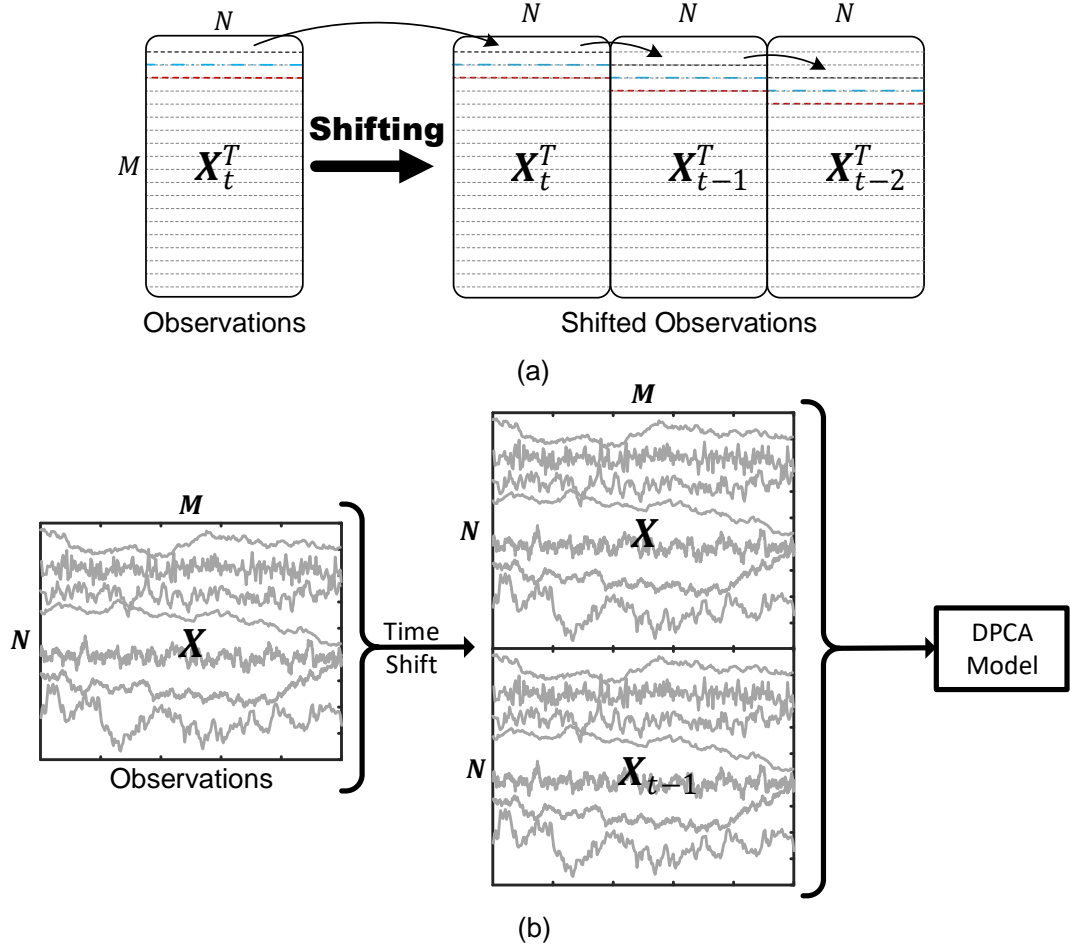 N
N
N
N
M
X_t^T
Shifting
X_t^T
X_{t-1}^T
X_{t-2}^T
Observations
Shifted Observations
(a)
M
M
N
X
Time
Shift
N
X
DPCA
Model
Observations
N
X_{t-1}
(b)